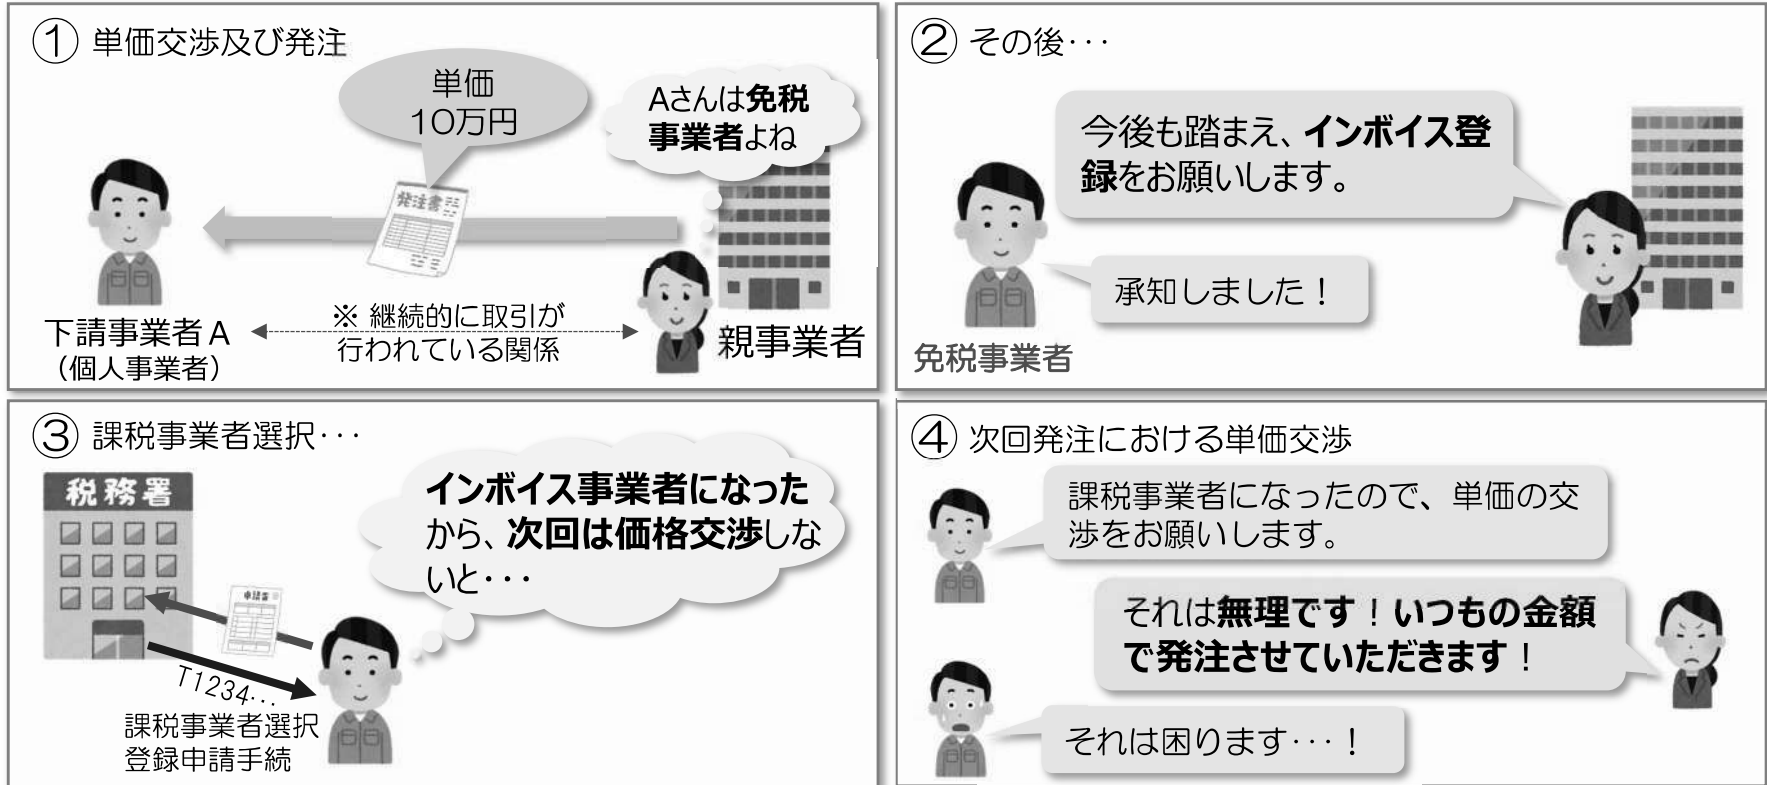 ① 単価交渉及び発注
単価
10万円
Aさんは免税
事業者よね
発注書
下請事業者A
（個人事業者）
※ 継続的に取引が
行われている関係
親事業者
② その後･･･
今後も踏まえ、インボイス登
録をお願いします。
承知しました！
免税事業者
③ 課税事業者選択･･･
税務署
インボイス事業者になった
から、次回は価格交渉しな
いと･･･
申請書
T1234･･･
課税事業者選択
登録申請手続
④ 次回発注における単価交渉
課税事業者になったので、単価の交
渉をお願いします。
それは無理です！いつもの金額
で発注させていただきます！
それは困ります･･･！